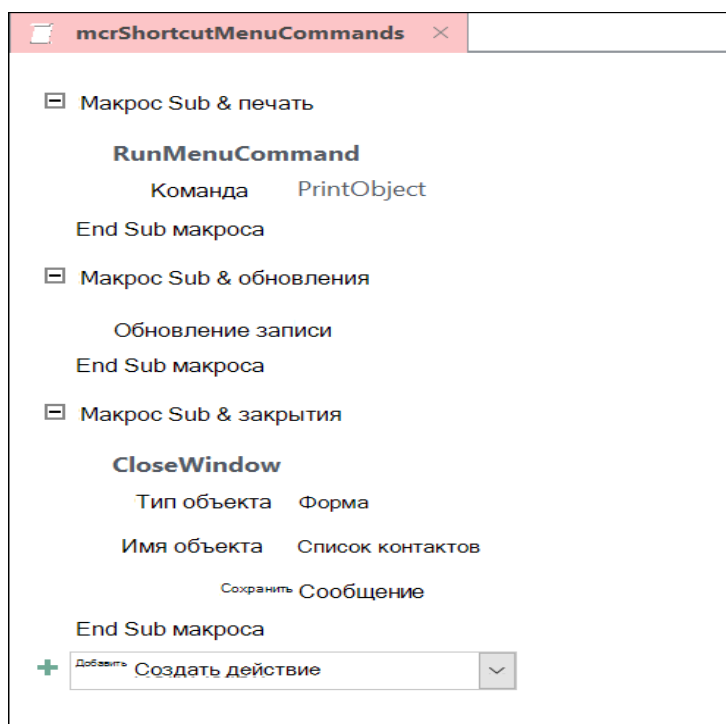 mcrShortcutMenuCommands
Макрос Sub & печать
RunMenuCommand
Команда PrintObject
End Sub макроса
Макрос Sub & обновления
Обновление записи
End Sub макроса
Макрос Sub & закрытия
CloseWindow
Тип объекта Форма
Имя объекта Список контактов
Сохранить Сообщение
End Sub макроса
Добавить Создать действие